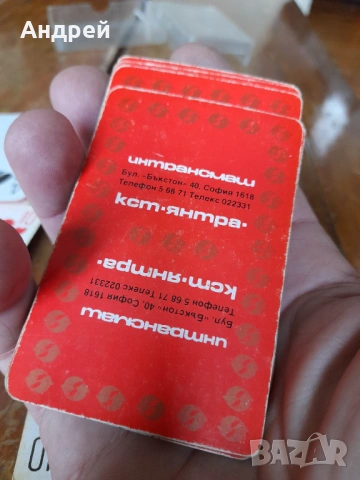 Андрей
интрансмаш
Бул. „Бъкстон“ 40, София 1618
Телефон 5 68 71 Телекс 022331
кст·янтра·
кст·янтра·
Телефон 5 68 71 Телекс 022331
Бул. „Бъкстон“ 40, София 1618
интрансмаш
BAZAR